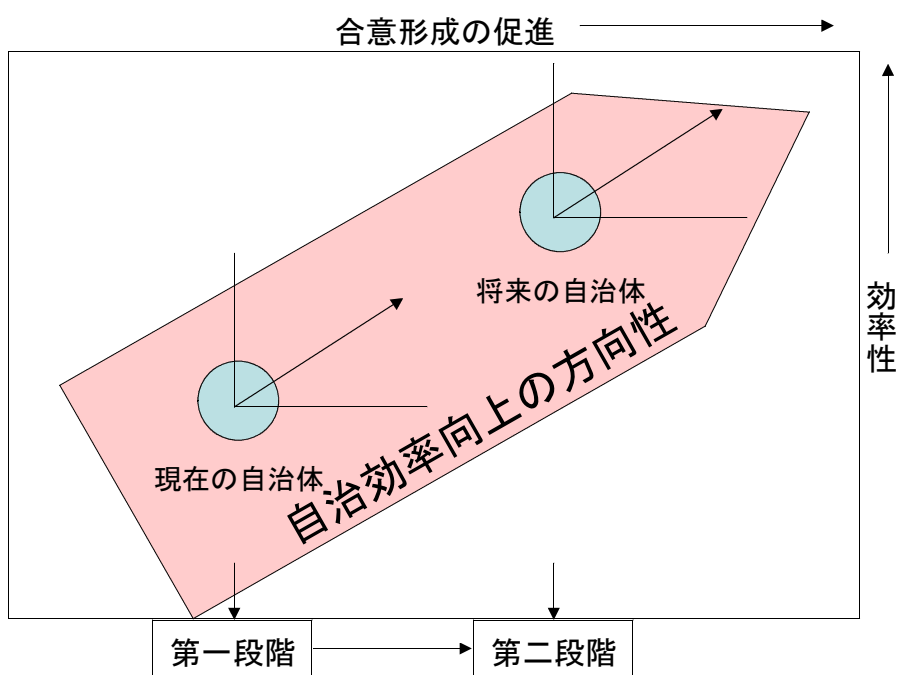 合意形成の促進
効率性
将来の自治体
自治効率向上の方向性
現在の自治体
第一段階
第二段階